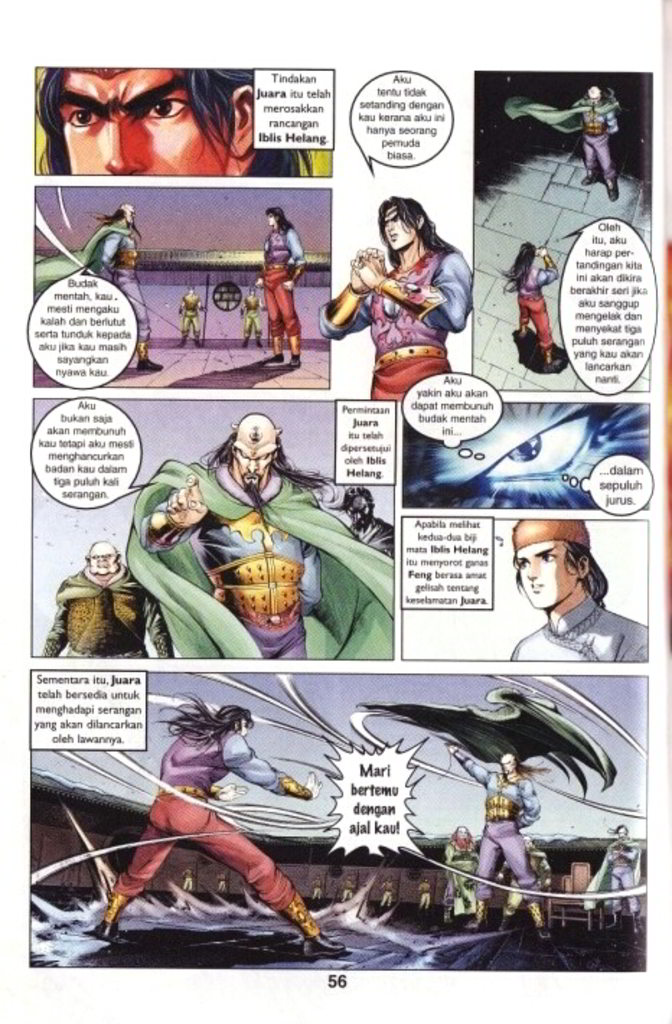 Tindakan
Juara itu telah
merosakkan
rancangan
Iblis Helang.
Aku
tentu tidak
setanding dengan
kau kerana aku ini
hanya seorang
pemuda
biasa.
Budak
mentah, kau
mesti mengaku
kalah dan berlutut
serta tunduk kepada
aku jika kau masih
sayangkan
nyawa kau.
Oleh
itu, aku
harap per-
tandingan kita
ini akan dikira
berakhir seri jika
aku sanggup
mengelak dan
menyekat tiga
puluh serangan
yang kau akan
lancarkan
nanti.
Aku
bukan saja
akan membunuh
kau tetapi aku mesti
menghancurkan
badan kau dalam
tiga puluh kali
serangan.
Permintaan
Juara
itu telah
dipersetujui
oleh Iblis
Helang.
Aku
yakin aku akan
dapat membunuh
budak mentah
ini...
...dalam
sepuluh
jurus.
Apabila melihat
kedua-dua biji
mata Iblis Helang
itu menyorot ganas
Feng berasa amat
gelisah tentang
keselamatan Juara.
Sementara itu, Juara
telah bersedia untuk
menghadapi serangan
yang akan dilancarkan
oleh lawannya.
Mari
bertemu
dengan
ajal kau!
56